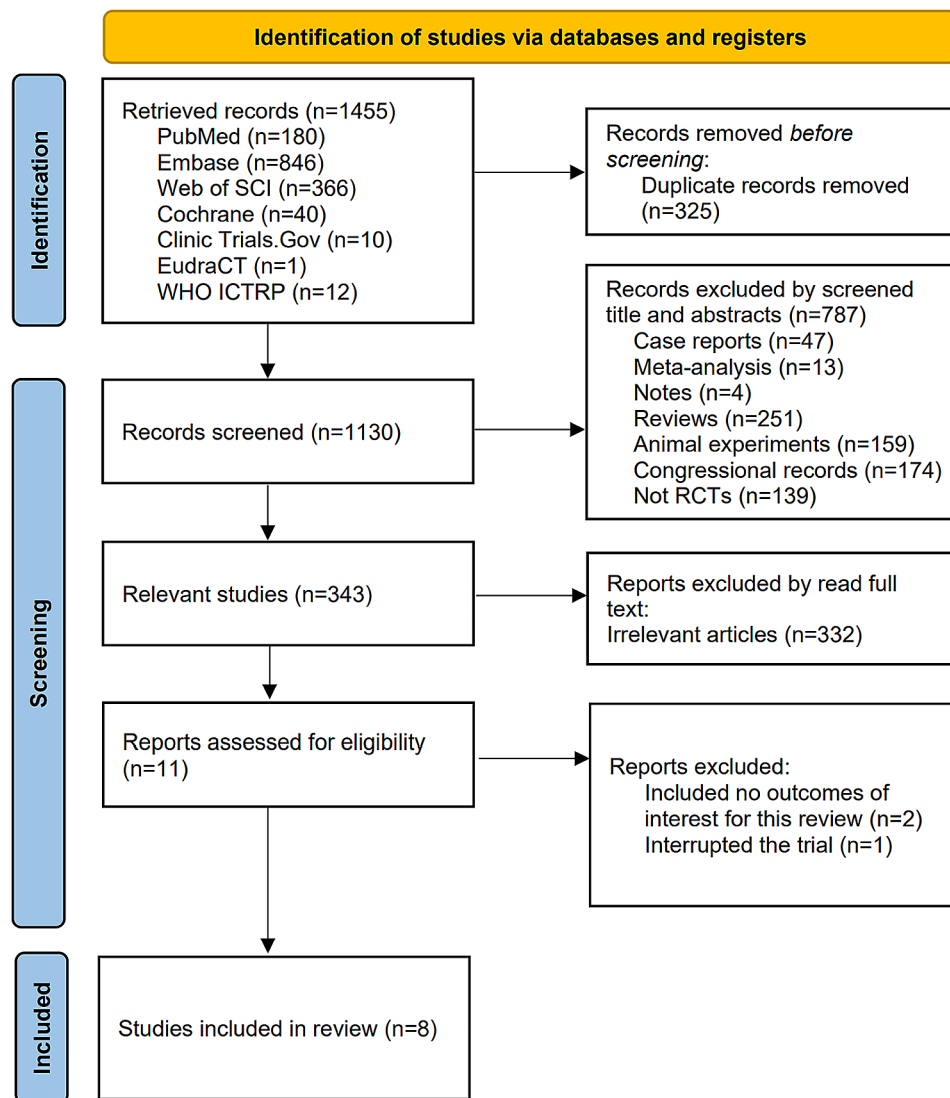 Identification of studies via databases and registers
Identification
Retrieved records (n=1455)
PubMed (n=180)
Embase (n=846)
Web of SCI (n=366)
Cochrane (n=40)
Clinic Trials.Gov (n=10)
EudraCT (n=1)
WHO ICTRP (n=12)
Records removed before
screening:
Duplicate records removed
(n=325)
Screening
Records screened (n=1130)
Records excluded by screened
title and abstracts (n=787)
Case reports (n=47)
Meta-analysis (n=13)
Notes (n=4)
Reviews (n=251)
Animal experiments (n=159)
Congressional records (n=174)
Not RCTs (n=139)
Relevant studies (n=343)
Reports excluded by read full
text:
Irrelevant articles (n=332)
Reports assessed for eligibility
(n=11)
Reports excluded:
Included no outcomes of
interest for this review (n=2)
Interrupted the trial (n=1)
Included
Studies included in review (n=8)